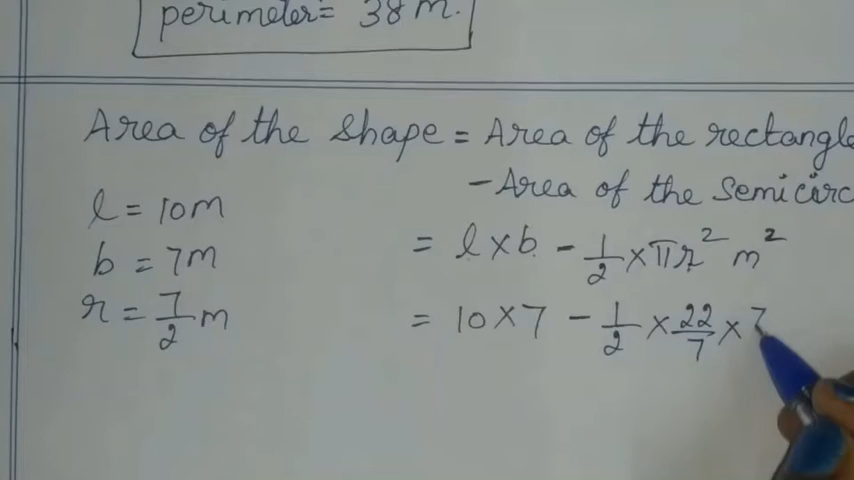 perimeter= 38 m.
Area of the shape = Area of the rectangle
- Area of the Semicirc
l = 10m
= l × b - 1/2 × πr² m²
b = 7m
r = 7/2 m
= 10 × 7 - 1/2 × 22/7 × 7